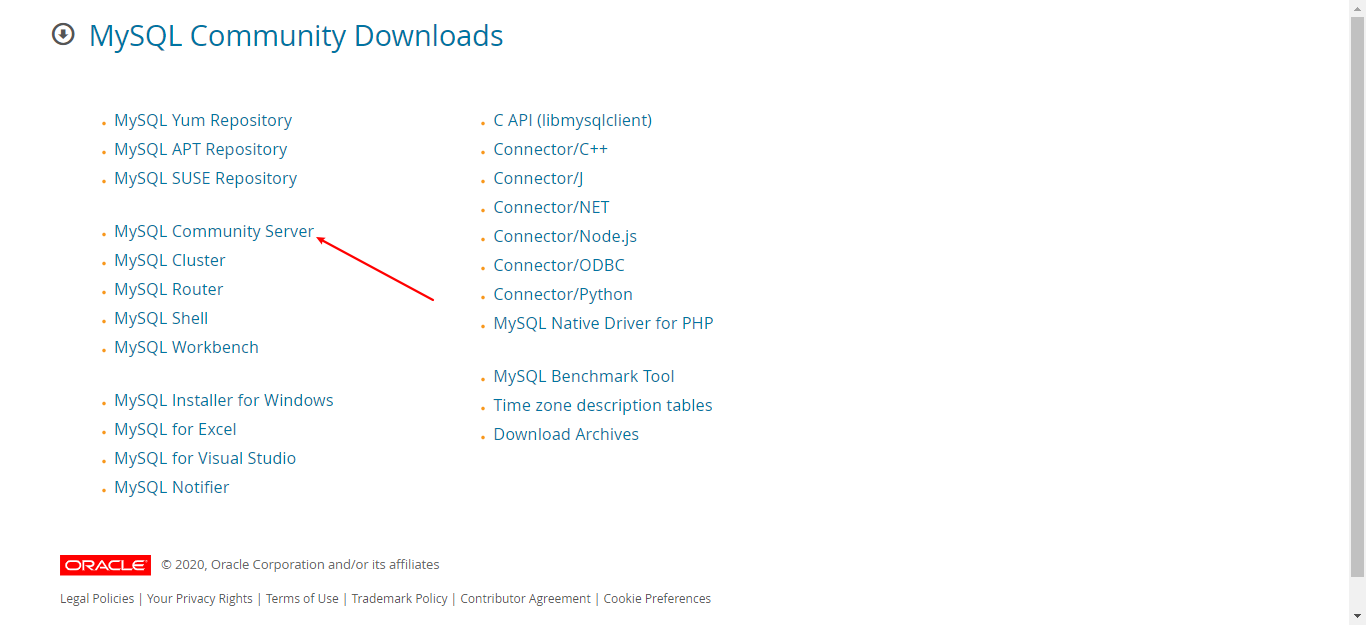 MySQL Community Downloads
MySQL Yum Repository
MySQL APT Repository
MySQL SUSE Repository
MySQL Community Server
MySQL Cluster
MySQL Router
MySQL Shell
MySQL Workbench
MySQL Installer for Windows
MySQL for Excel
MySQL for Visual Studio
MySQL Notifier
C API (libmysqlclient)
Connector/C++
Connector/J
Connector/NET
Connector/Node.js
Connector/ODBC
Connector/Python
MySQL Native Driver for PHP
MySQL Benchmark Tool
Time zone description tables
Download Archives
ORACLE © 2020, Oracle Corporation and/or its affiliates
Legal Policies | Your Privacy Rights | Terms of Use | Trademark Policy | Contributor Agreement | Cookie Preferences